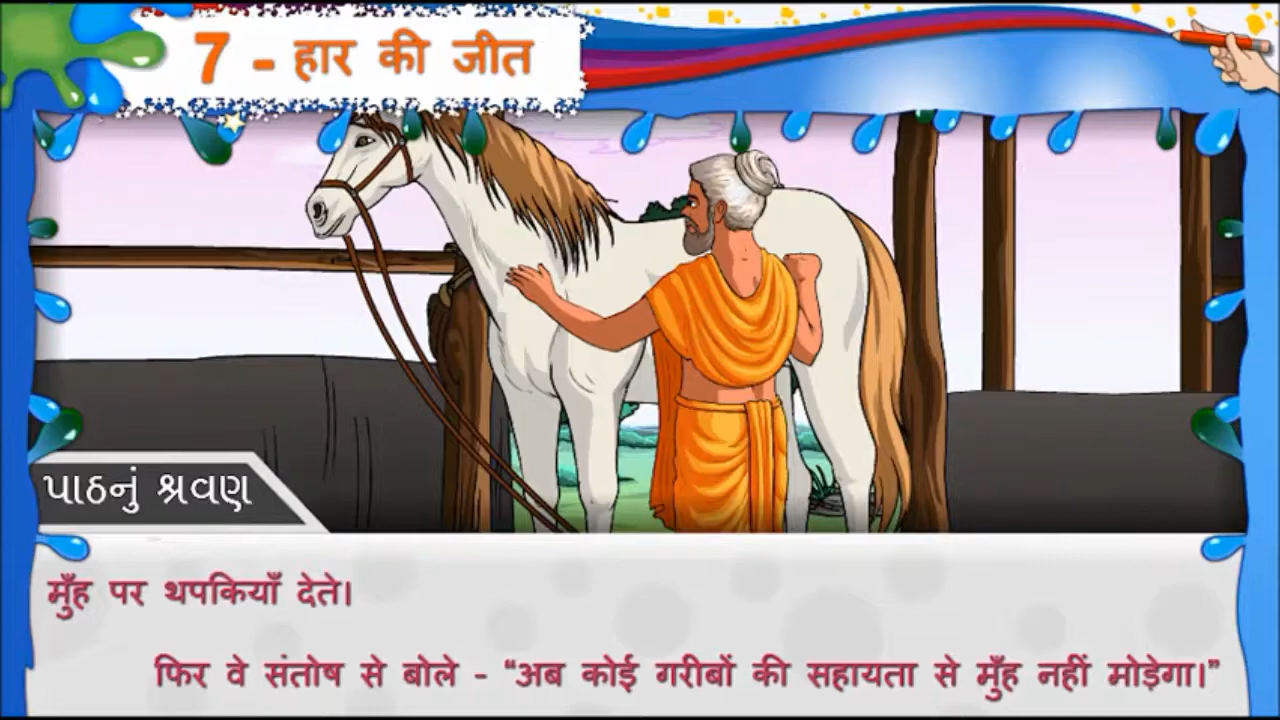 7 - हार की जीत
પાઠનું શ્રવણ
मुँह पर थपकियाँ देते।
फिर वे संतोष से बोले - “अब कोई गरीबों की सहायता से मुँह नहीं मोड़ेगा।”